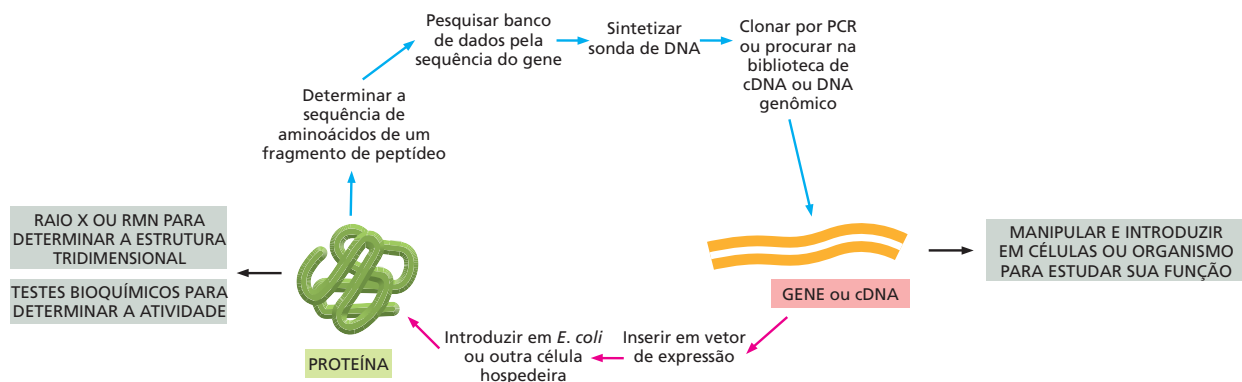 Pesquisar banco
de dados pela
sequência do gene
Sintetizar
sonda de DNA
Clonar por PCR
ou procurar na
biblioteca de
cDNA ou DNA
genômico
Determinar a
sequência de
aminoácidos de um
fragmento de peptídeo
RAIO X OU RMN PARA
DETERMINAR A ESTRUTURA
TRIDIMENSIONAL
TESTES BIOQUÍMICOS PARA
DETERMINAR A ATIVIDADE
PROTEÍNA
Introduzir em E. coli
ou outra célula
hospedeira
Inserir em vetor
de expressão
GENE ou cDNA
MANIPULAR E INTRODUZIR
EM CÉLULAS OU ORGANISMO
PARA ESTUDAR SUA FUNÇÃO